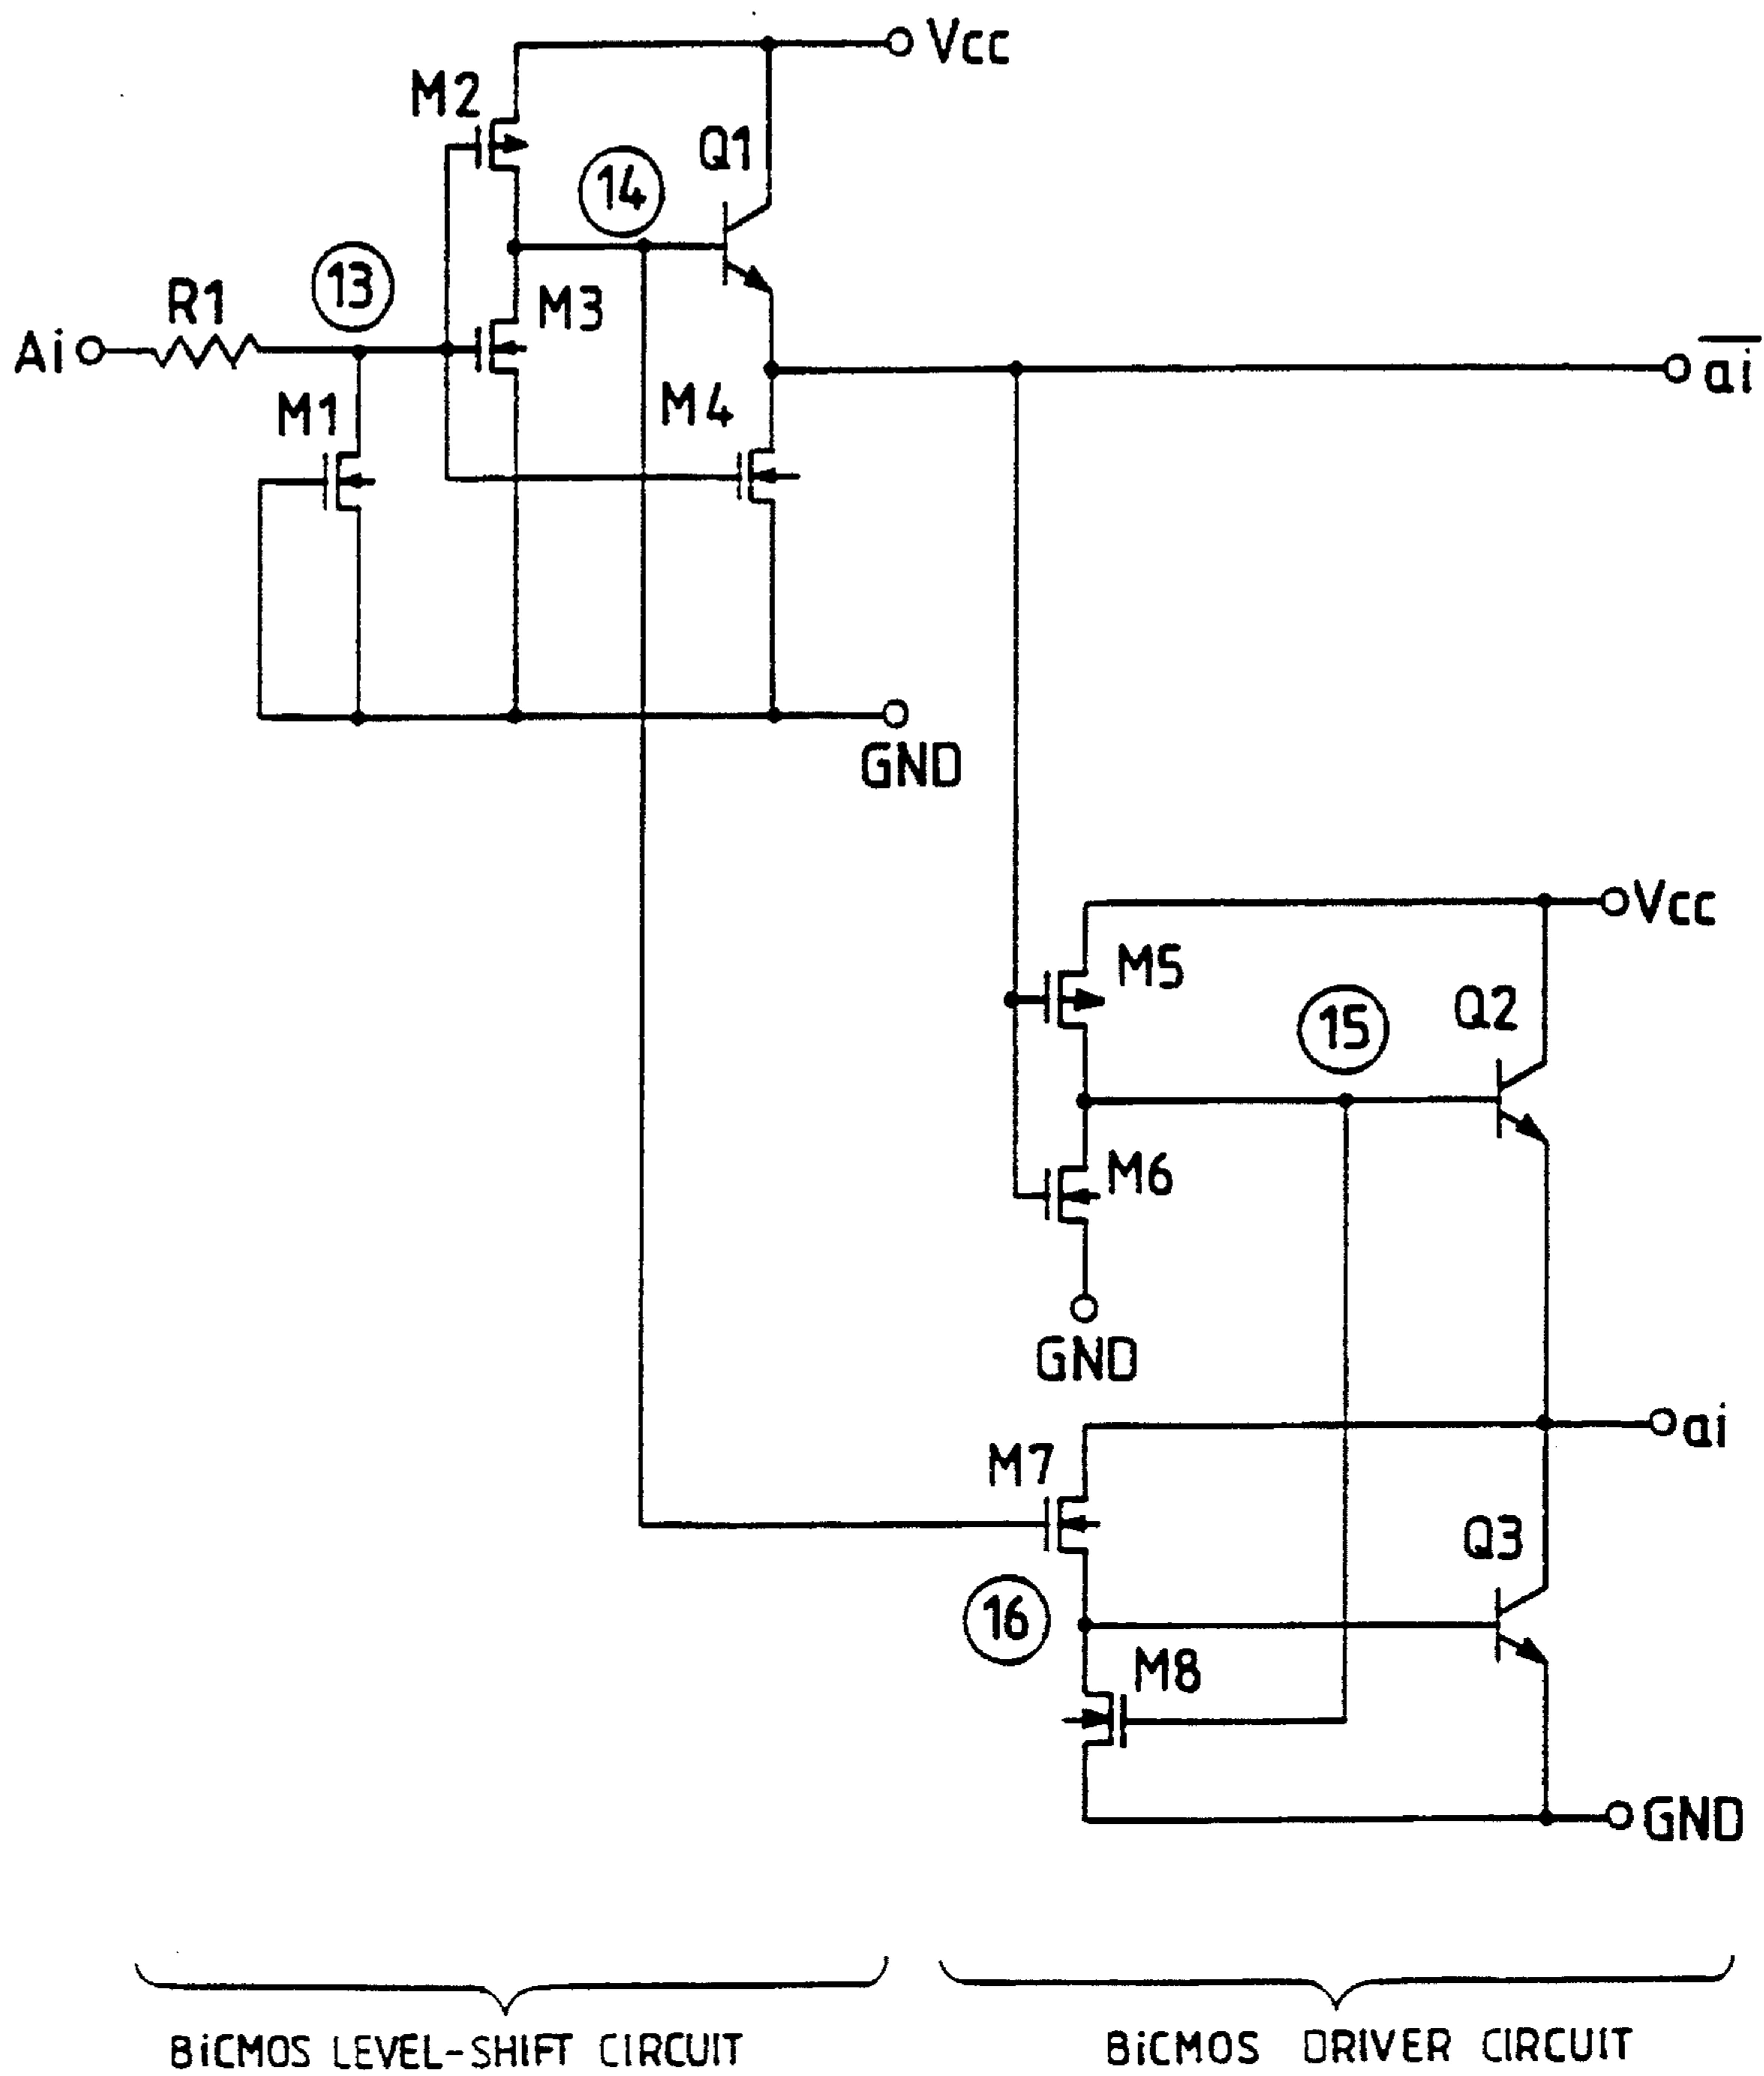 Vcc
M2
Q1
14
13
R1
M3
Ai
ai
M1
M4
GND
Vcc
M5
Q2
15
M6
GND
ai
M7
Q3
16
M8
GND
BiCMOS LEVEL-SHIFT CIRCUIT
BiCMOS DRIVER CIRCUIT